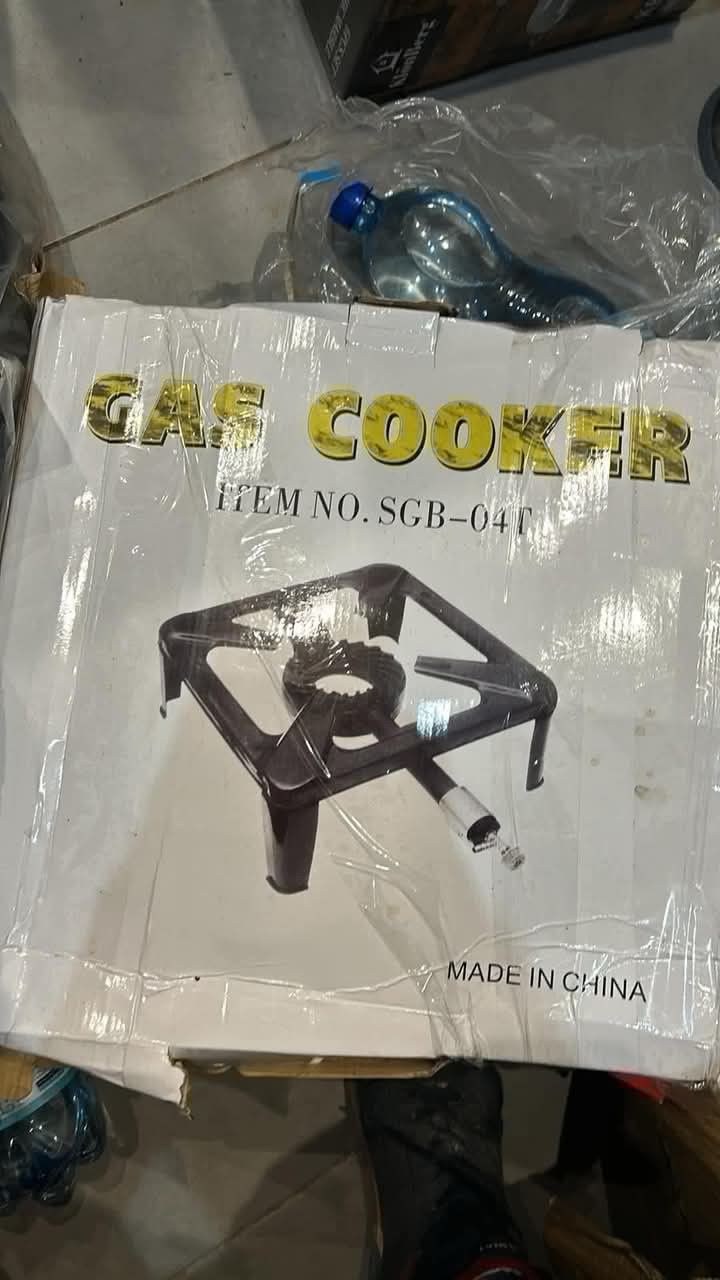 GAS COOKER
ITEM NO. SGB-04T
MADE IN CHINA